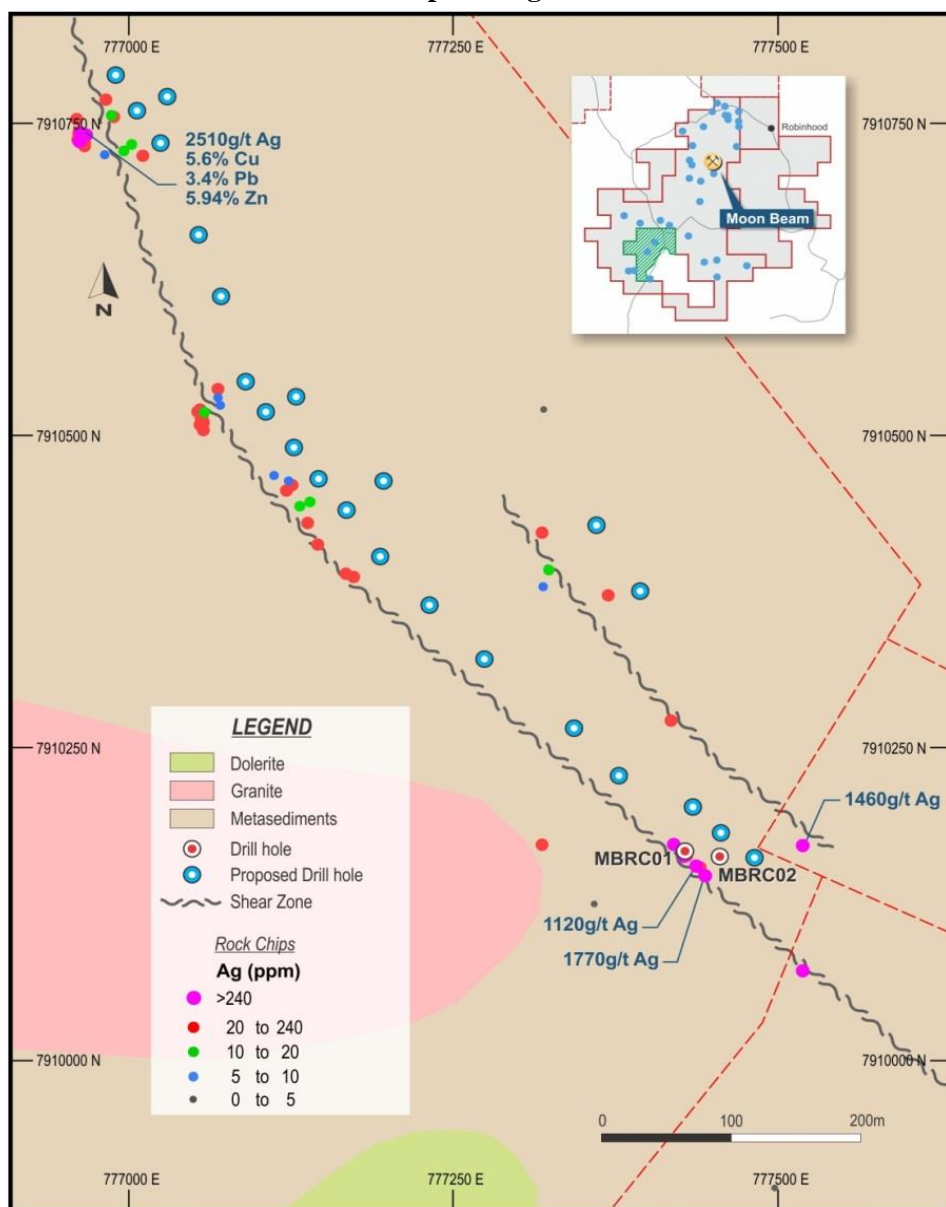 777000 E
777250 E
777500 E
7910750 N
7910750 N
2510g/t Ag
5.6% Cu
3.4% Pb
5.94% Zn
Robinhood
Moon Beam
N
7910500 N
7910500 N
7910250 N
7910250 N
LEGEND
Dolerite
Granite
Metasediments
Drill hole
Proposed Drill hole
Shear Zone
Rock Chips
Ag (ppm)
>240
20 to 240
10 to 20
5 to 10
0 to 5
1460g/t Ag
MBRC01
MBRC02
1120g/t Ag
1770g/t Ag
7910000 N
7910000 N
0 100 200m
777000 E
777250 E
777500 E